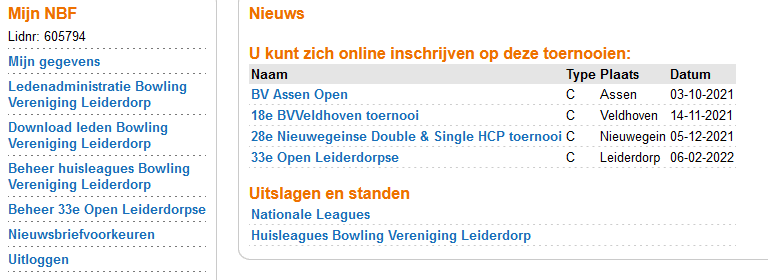 Mijn NBF
Lidnr: 605794
Mijn gegevens
Ledenadministratie Bowling
Vereniging Leiderdorp
Download leden Bowling
Vereniging Leiderdorp
Beheer huisleagues Bowling
Vereniging Leiderdorp
Beheer 33e Open Leiderdorpse
Nieuwsbriefvoorkeuren
Uitloggen
Nieuws
U kunt zich online inschrijven op deze toernooien:
Naam Type Plaats Datum
BV Assen Open C Assen 03-10-2021
18e BVVeldhoven toernooi C Veldhoven 14-11-2021
28e Nieuwegeinse Double & Single HCP toernooi C Nieuwegein 05-12-2021
33e Open Leiderdorpse C Leiderdorp 06-02-2022
Uitslagen en standen
Nationale Leagues
Huisleagues Bowling Vereniging Leiderdorp